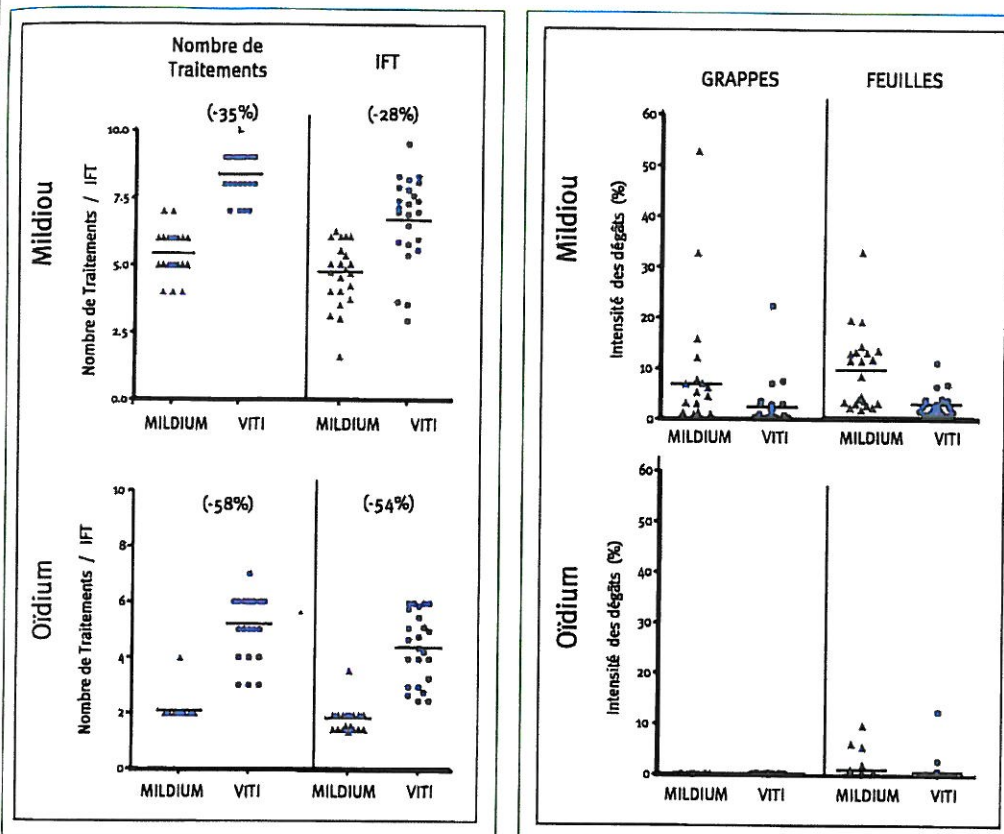 Nombre de
Traitements
IFT
(-35%)
(-28%)
Mildiou
Nombre de Traitements / IFT
10.0
7.5
5.0
2.5
0.0
MILDIUM
VITI
MILDIUM
VITI
(-58%)
(-54%)
Oïdium
Nombre de Traitements / IFT
10
8
6
4
2
0
MILDIUM
VITI
MILDIUM
VITI
GRAPPES
FEUILLES
Mildiou
Intensité des dégâts (%)
60
50
40
30
20
10
0
MILDIUM
VITI
MILDIUM
VITI
Oïdium
Intensité des dégâts (%)
60
50
40
30
20
10
0
MILDIUM
VITI
MILDIUM
VITI